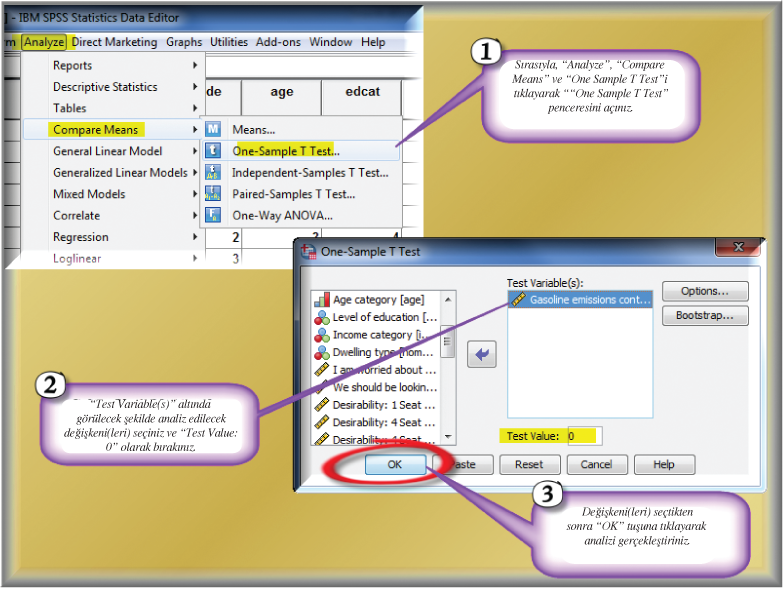 ] - IBM SPSS Statistics Data Editor
Analyze Direct Marketing Graphs Utilities Add-ons Window Help
Reports
Descriptive Statistics
Tables
Compare Means
General Linear Model
Generalized Linear Models
Mixed Models
Correlate
Regression
Loglinear
de age edcat
Means...
One-Sample T Test...
Independent-Samples T Test...
Paired-Samples T Test...
One-Way ANOVA...
2 3 4
3
1
Sırasıyla, “Analyze”, “Compare
Means” ve “One Sample T Test”i
tıklayarak ““One Sample T Test”
penceresini açınız.
One-Sample T Test
Age category [age]
Level of education [...
Income category [i...
Dwelling type [hom...
I am worried about ...
We should be lookin...
Desirability: 1 Seat ...
Desirability: 4 Seat ...
Desirability: 1 Seat ...
Test Variable(s):
Gasoline emissions cont...
Options...
Bootstrap...
Test Value: 0
OK Paste Reset Cancel Help
2
“Test Variable(s)” altında
görülecek şekilde analiz edilecek
değişkeni(leri) seçiniz ve “Test Value:
0” olarak bırakınız.
3
Değişkeni(leri) seçtikten
sonra “OK” tuşuna tıklayarak
analizi gerçekleştiriniz.